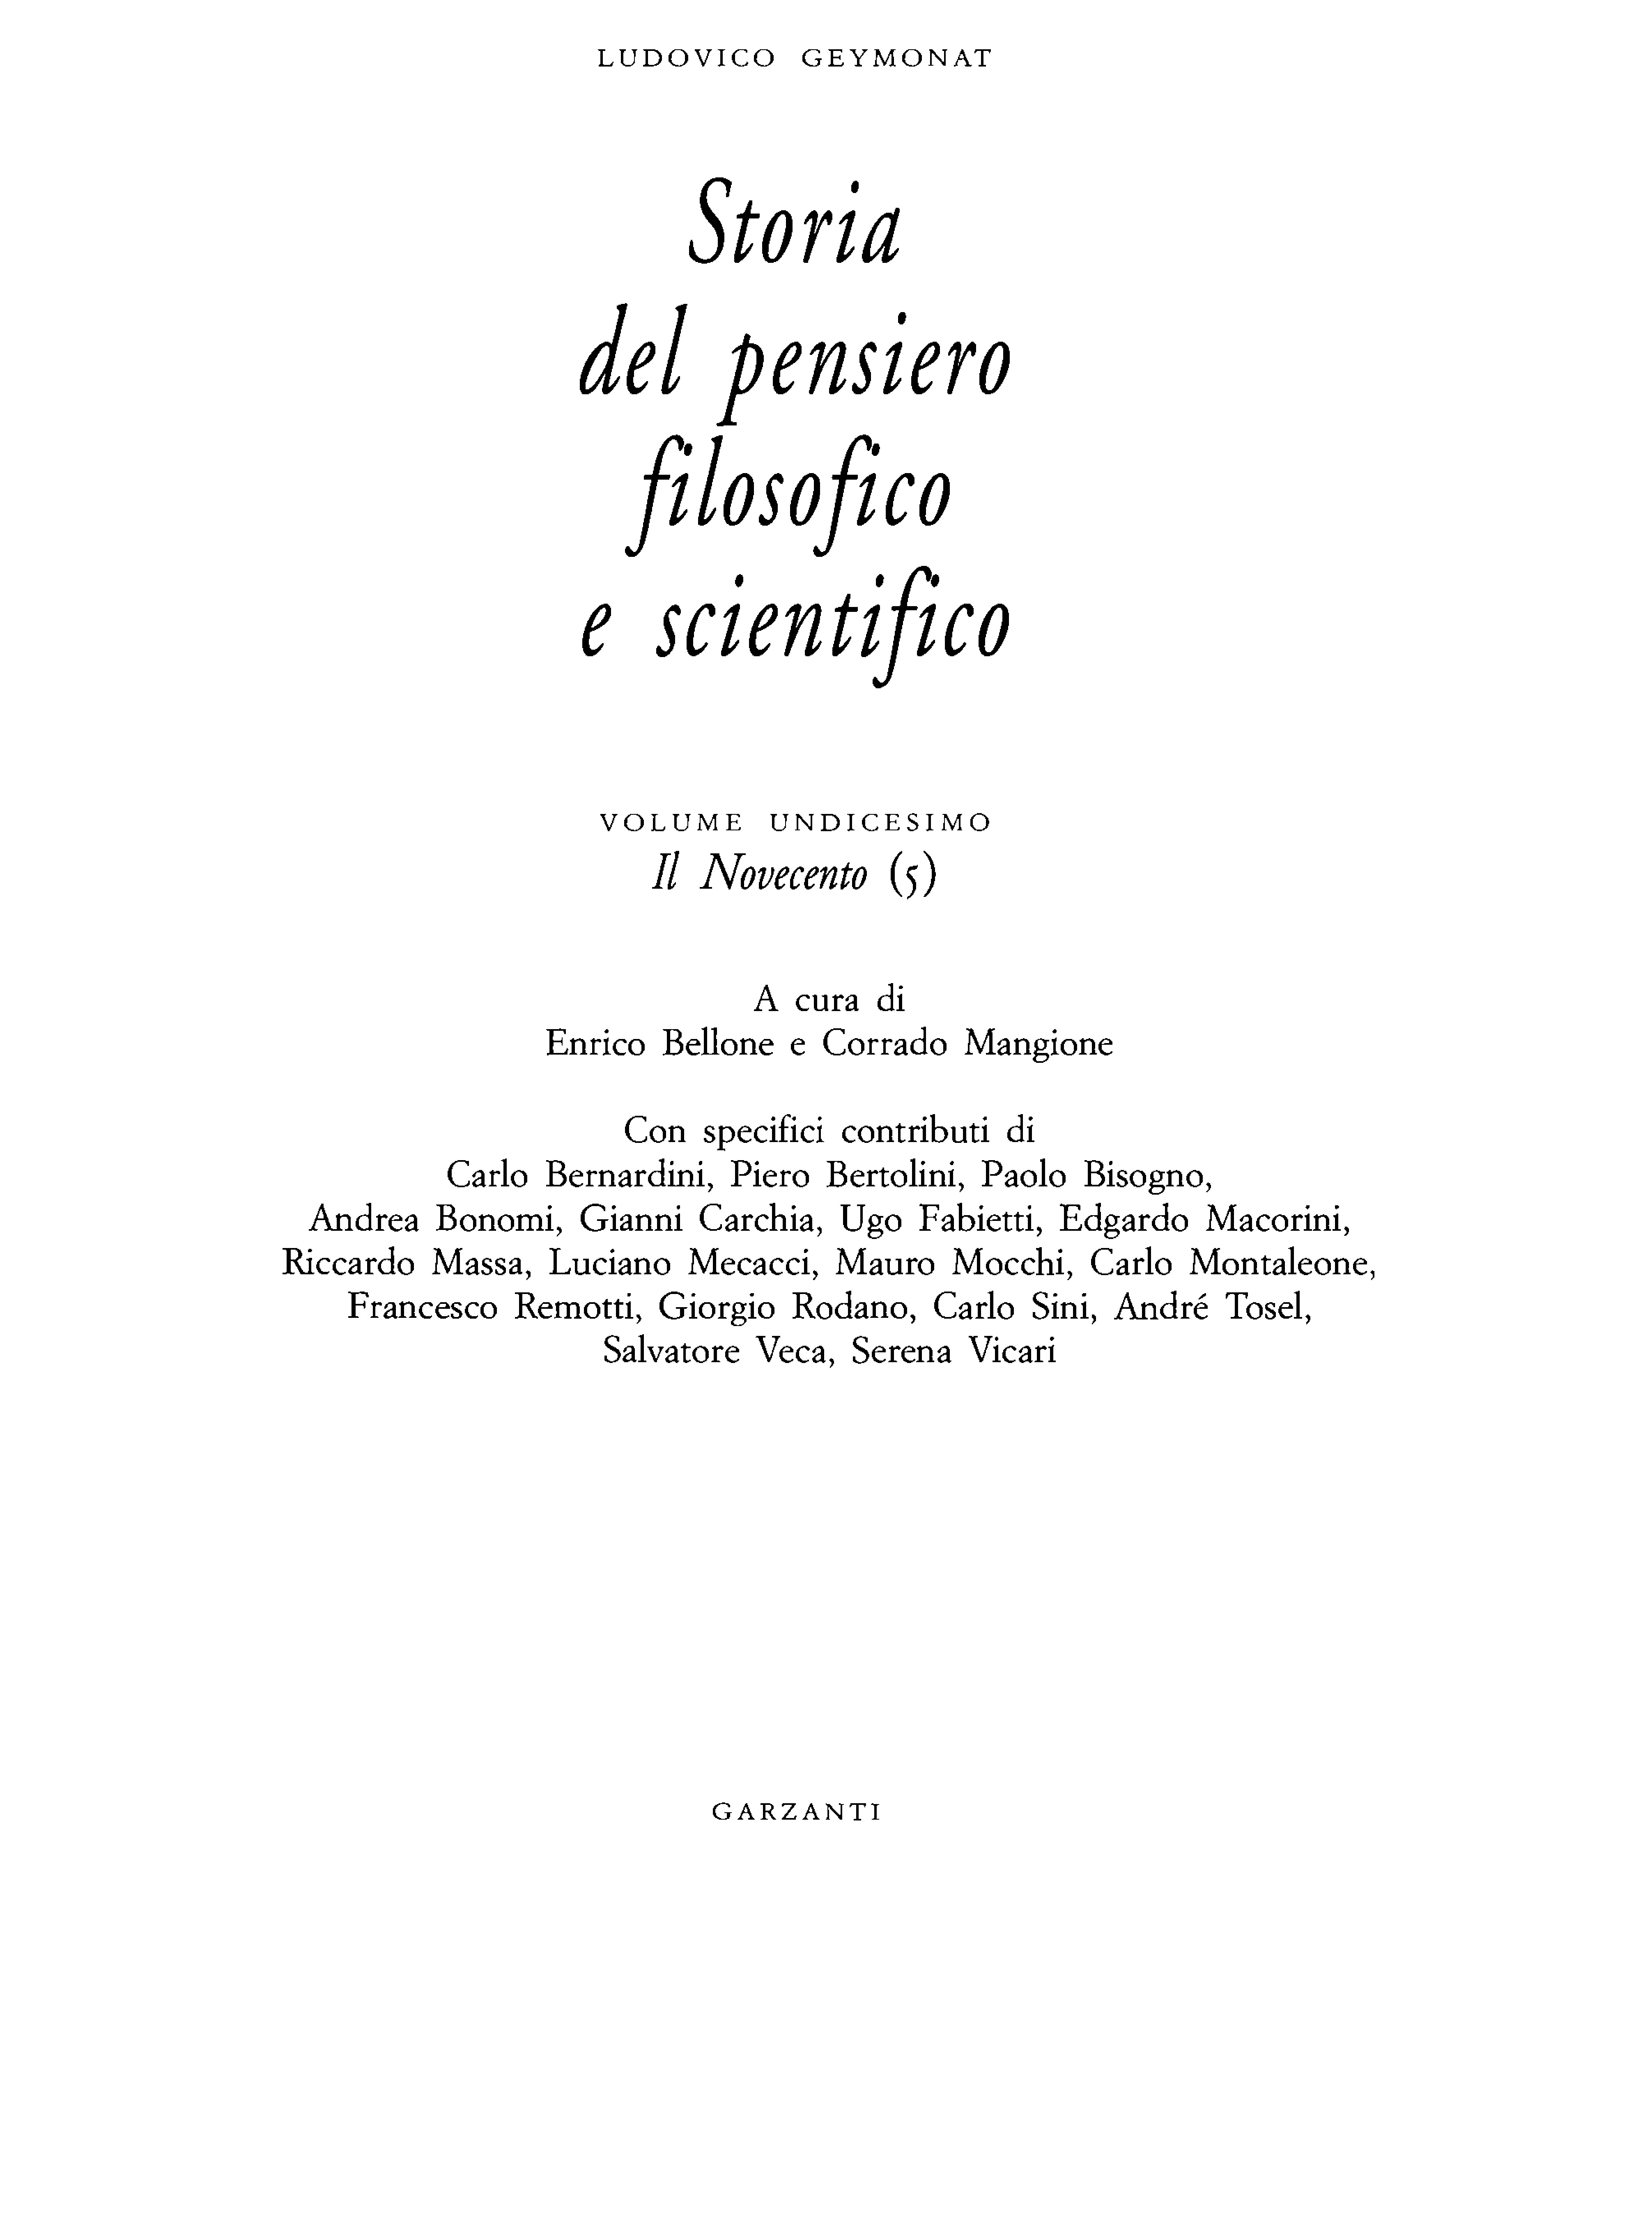 LUDOVICO GEYMONAT
Storia
del pensiero
filosofico
e scientifico
VOLUME UNDICESIMO
Il Novecento (5)
A cura di
Enrico Bellone e Corrado Mangione
Con specifici contributi di
Carlo Bernardini, Piero Bertolini, Paolo Bisogno,
Andrea Bonomi, Gianni Carchia, Ugo Fabietti, Edgardo Macorini,
Riccardo Massa, Luciano Mecacci, Mauro Mocchi, Carlo Montaleone,
Francesco Remotti, Giorgio Rodano, Carlo Sini, André Tosel,
Salvatore Veca, Serena Vicari
GARZANTI